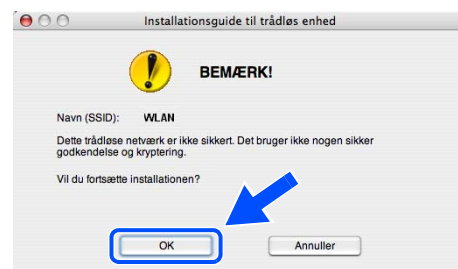 Installationsguide til trådløs enhed
BEMÆRK!
Navn (SSID): WLAN
Dette trådløse netværk er ikke sikkert. Det bruger ikke nogen sikker
godkendelse og kryptering.
Vil du fortsætte installationen?
OK Annuller